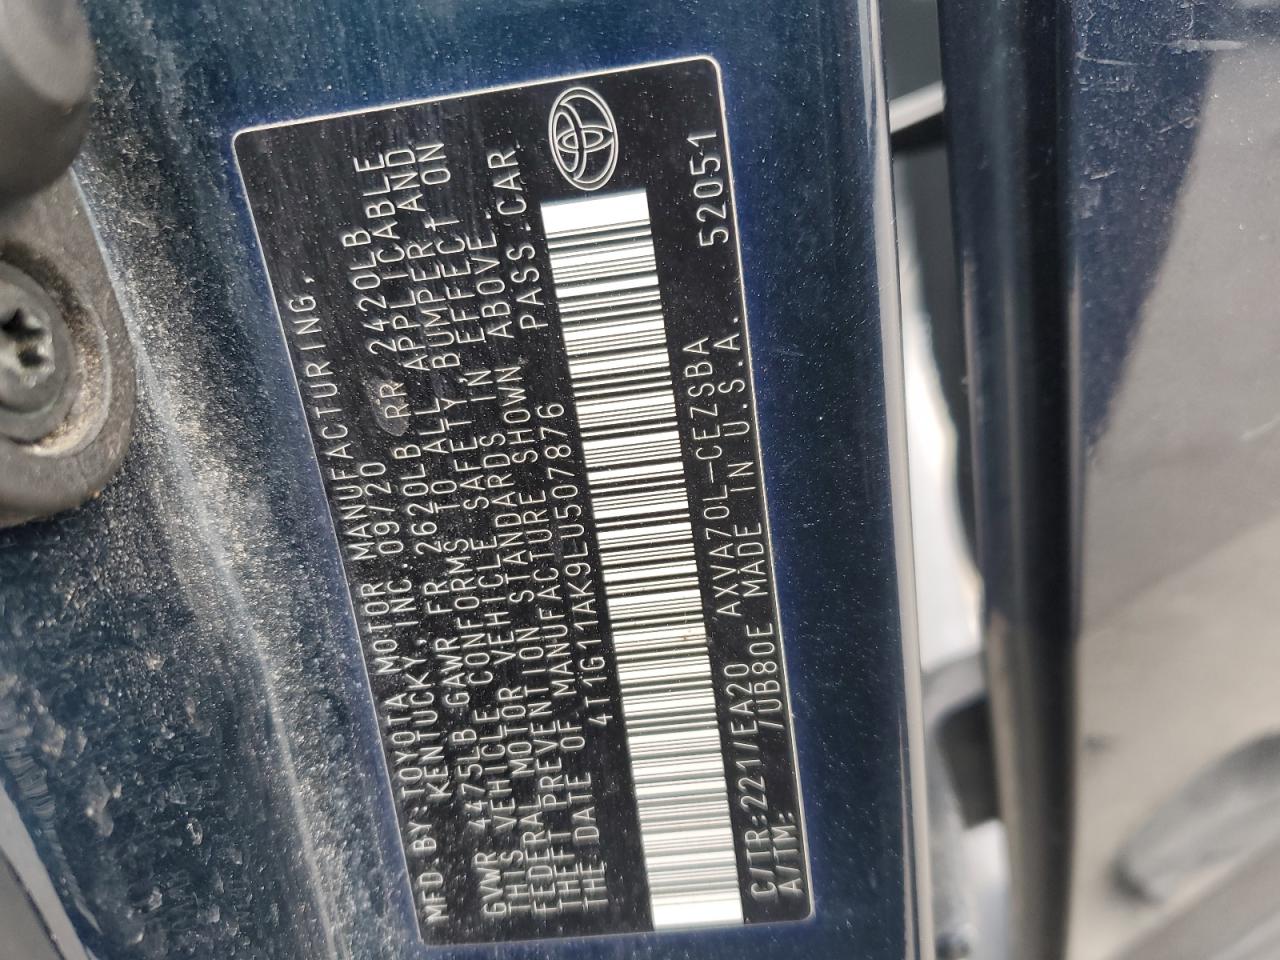 MFD.BY:TOYOTA MOTOR MANUFACTURING,
KENTUCKY,INC. 09/20
GVWR 4475LB GAWR FR 2620LB RR 2420LB
THIS VEHICLE CONFORMS TO ALL APPLICABLE
FEDERAL MOTOR VEHICLE SAFETY BUMPER, AND
THEFT PREVENTION STANDARDS IN EFFECT ON
THE DATE OF MANUFACTURE SHOWN ABOVE.
4T1G11AK9LU507876 PASS.CAR
C/TR:221/EA20 AXVA70L-CEZSBA 52051
A/TM: /UB80E MADE IN U.S.A.